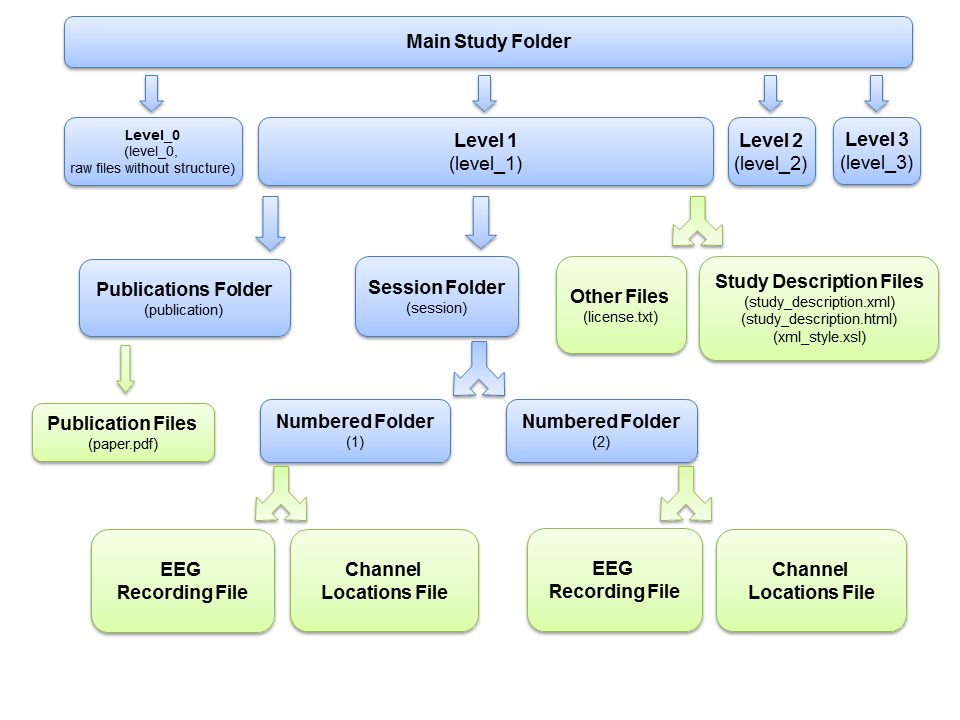 Main Study Folder
Level_0
(level_0,
raw files without structure)
Level 1
(level_1)
Level 2
(level_2)
Level 3
(level_3)
Publications Folder
(publication)
Session Folder
(session)
Other Files
(license.txt)
Study Description Files
(study_description.xml)
(study_description.html)
(xml_style.xsl)
Publication Files
(paper.pdf)
Numbered Folder
(1)
Numbered Folder
(2)
EEG
Recording File
Channel
Locations File
EEG
Recording File
Channel
Locations File